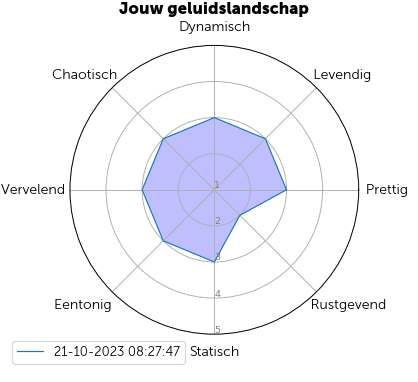 Jouw geluidslandschap
Dynamisch
Chaotisch
Levendig
Vervelend
Prettig
1
2
3
4
5
Eentonig
Rustgevend
21-10-2023 08:27:47
Statisch